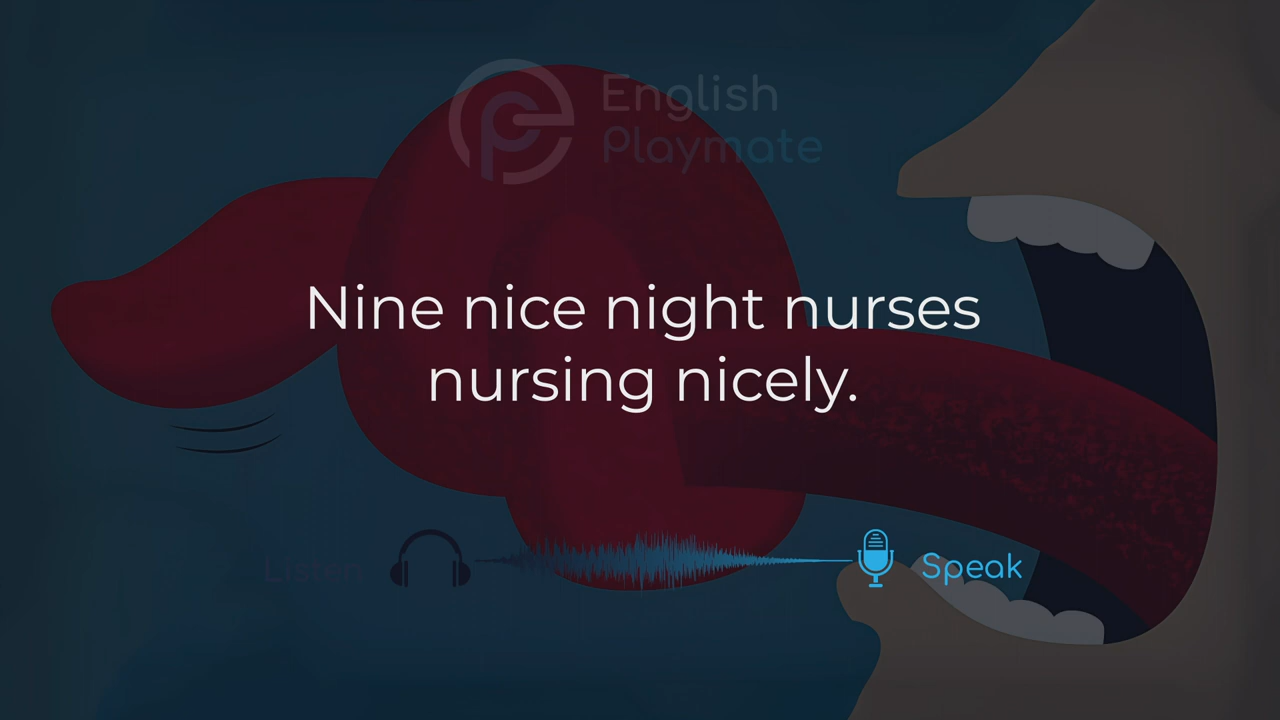 English
Playmate
Nine nice night nurses
nursing nicely.
Listen
Speak